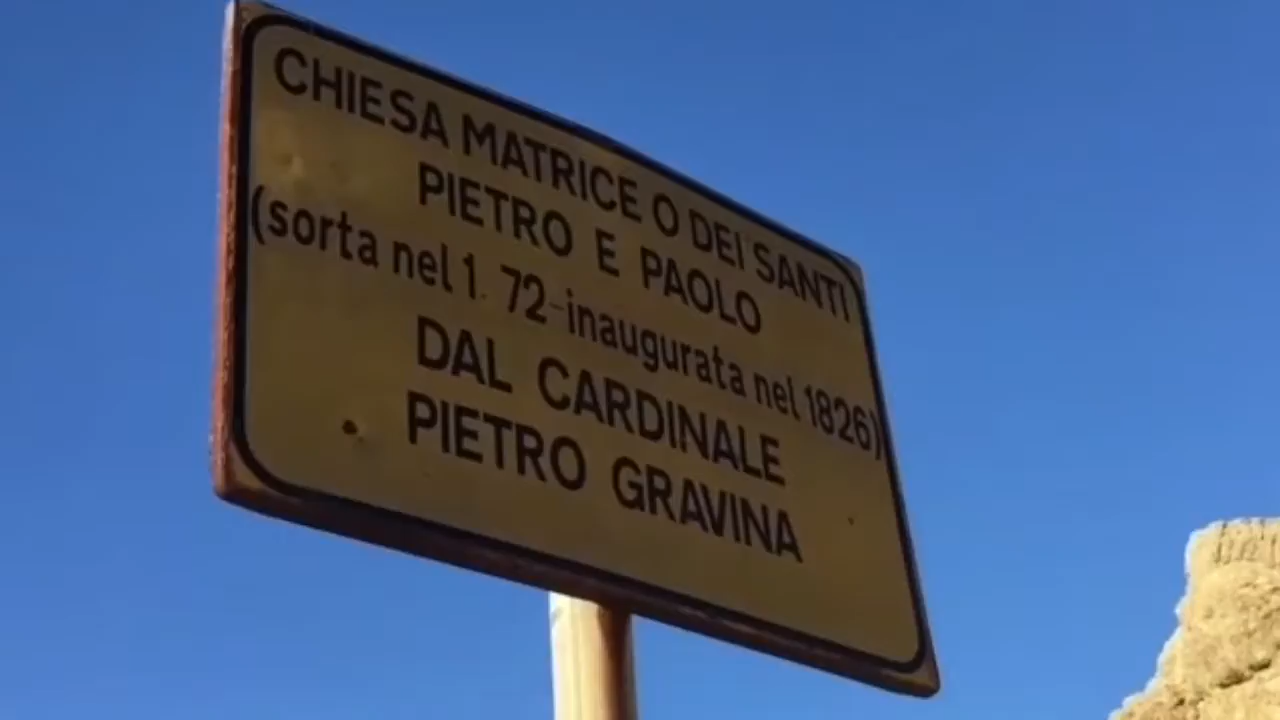 CHIESA MATRICE O DEI SANTI
PIETRO E PAOLO
(sorta nel 1 72-inaugurata nel 1826)
DAL CARDINALE
PIETRO GRAVINA